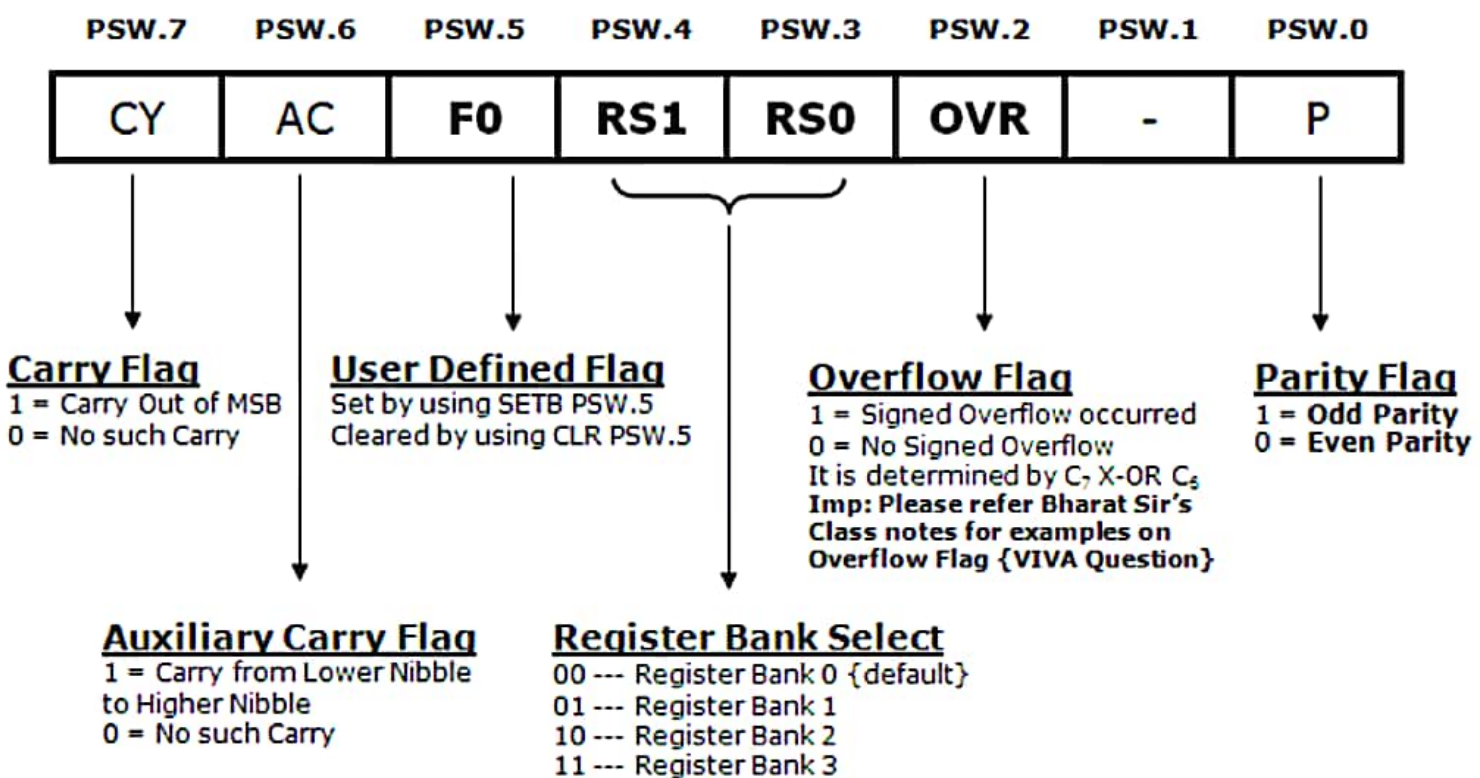 PSW.7 PSW.6 PSW.5 PSW.4 PSW.3 PSW.2 PSW.1 PSW.0
CY AC F0 RS1 RS0 OVR - P
Carry Flag
1 = Carry Out of MSB
0 = No such Carry
User Defined Flag
Set by using SETB PSW.5
Cleared by using CLR PSW.5
Overflow Flag
1 = Signed Overflow occurred
0 = No Signed Overflow
It is determined by C₇ X-OR C₆
Imp: Please refer Bharat Sir's
Class notes for examples on
Overflow Flag {VIVA Question}
Parity Flag
1 = Odd Parity
0 = Even Parity
Auxiliary Carry Flag
1 = Carry from Lower Nibble
to Higher Nibble
0 = No such Carry
Register Bank Select
00 --- Register Bank 0 {default}
01 --- Register Bank 1
10 --- Register Bank 2
11 --- Register Bank 3